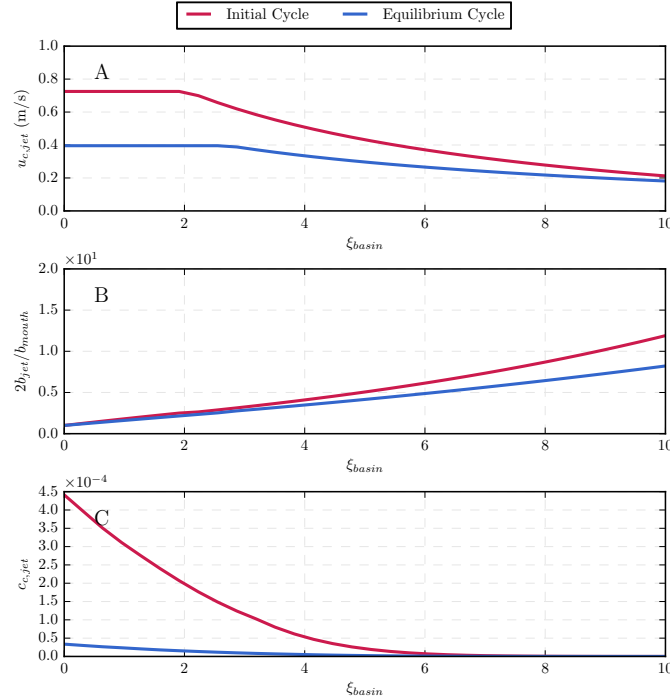 Initial Cycle Equilibrium Cycle
A
u_{c,jet} (m/s)
1.0
0.8
0.6
0.4
0.2
0.0
0 2 4 6 8 10
ξ_{basin}
×10^1
B
2b_{jet}/b_{mouth}
2.0
1.5
1.0
0.5
0.0
0 2 4 6 8 10
ξ_{basin}
×10^{-4}
C
c_{c,jet}
4.5
4.0
3.5
3.0
2.5
2.0
1.5
1.0
0.5
0.0
0 2 4 6 8 10
ξ_{basin}